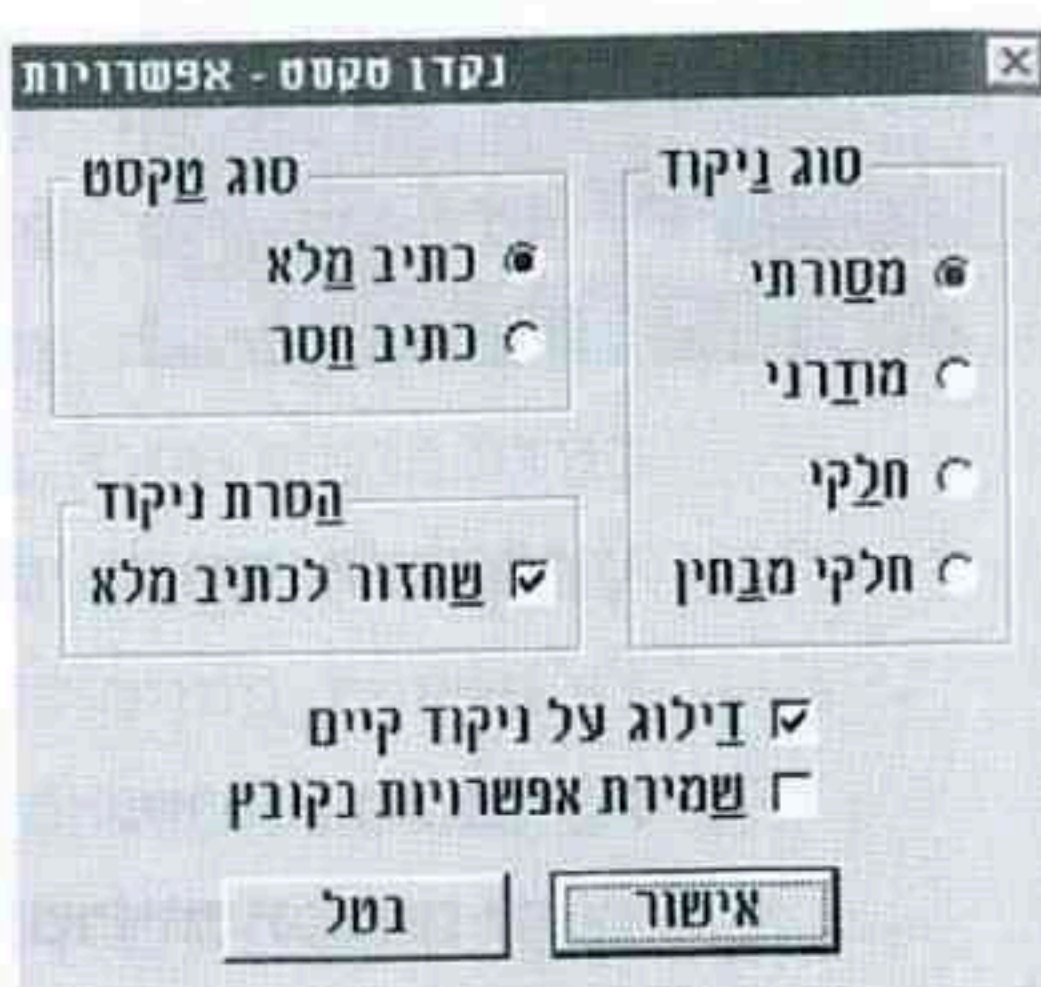 נקדן טקסט - אפשרויות
סוג ניקוד
מסורתי
מודרני
חלקי
חלקי מבחין
סוג טקסט
כתיב מלא
כתיב חסר
הסרת ניקוד
שחזור לכתיב מלא
דילוג על ניקוד קיים
שמירת אפשרויות בקובץ
אישור
בטל